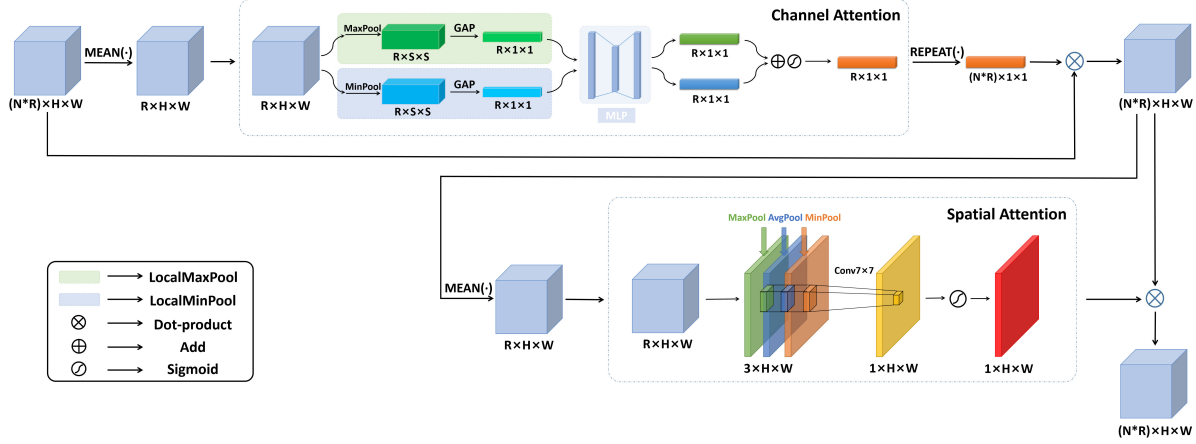 Channel Attention
MaxPool
GAP
R×S×S
R×1×1
MEAN(·)
(N*R)×H×W
R×H×W
R×H×W
MinPool
GAP
R×S×S
R×1×1
MLP
R×1×1
R×1×1
R×1×1
REPEAT(·)
(N*R)×1×1
(N*R)×H×W
Spatial Attention
MaxPool AvgPool MinPool
Conv7×7
MEAN(·)
R×H×W
R×H×W
3×H×W
1×H×W
1×H×W
(N*R)×H×W
LocalMaxPool
LocalMinPool
Dot-product
Add
Sigmoid